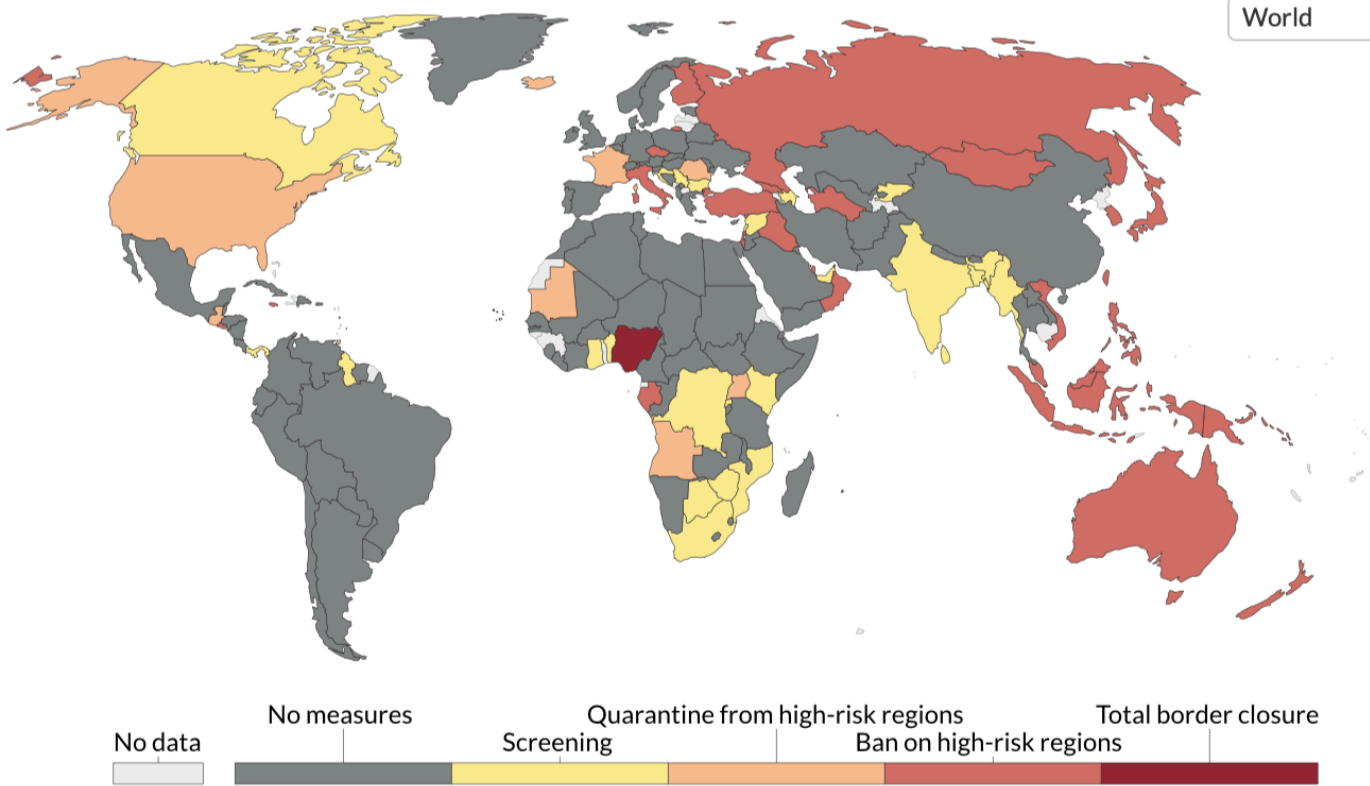 World
No measures
Quarantine from high-risk regions
Total border closure
No data
Screening
Ban on high-risk regions